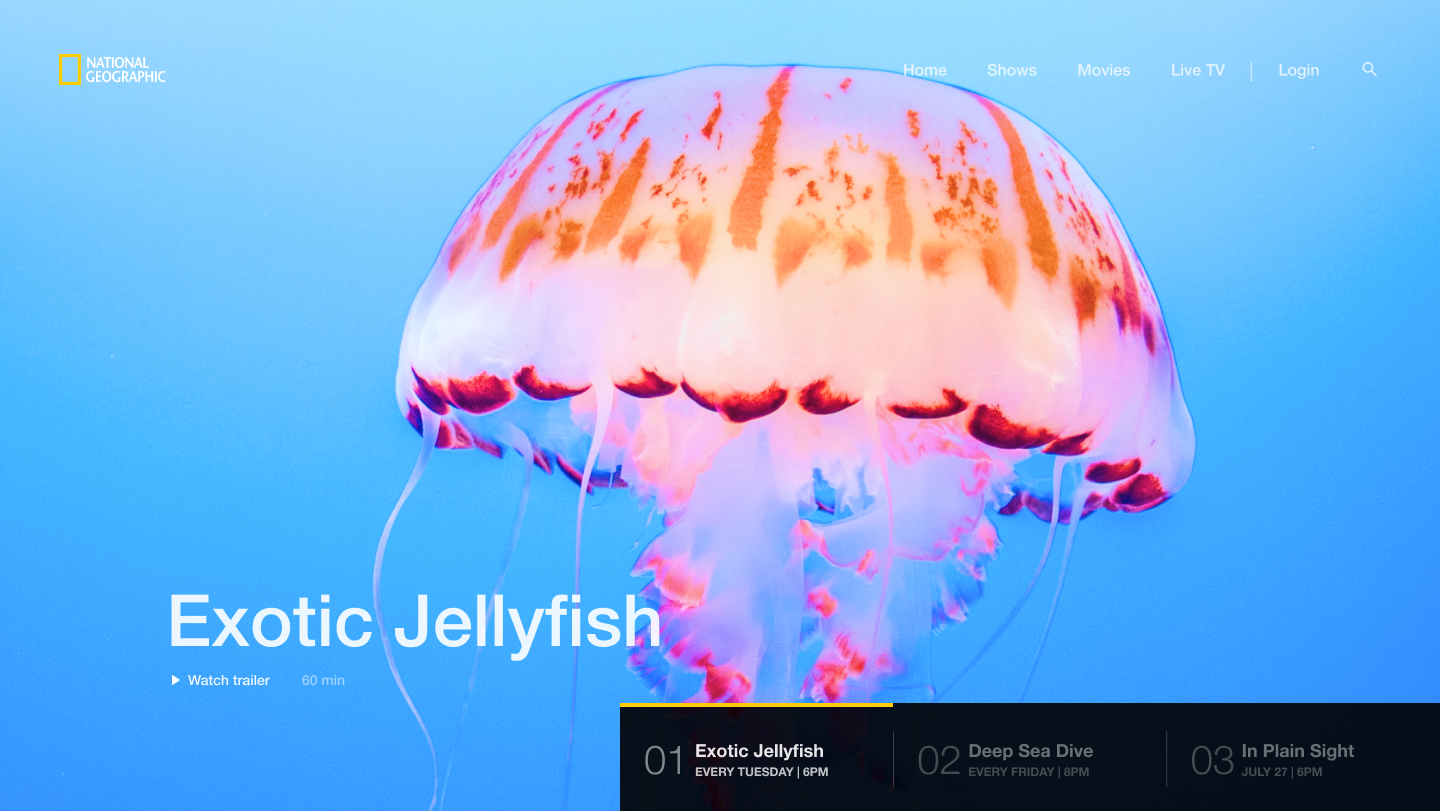 NATIONAL
GEOGRAPHIC
Home Shows Movies Live TV | Login
Exotic Jellyfish
Watch trailer 60 min
01 Exotic Jellyfish
EVERY TUESDAY | 6PM
02 Deep Sea Dive
EVERY FRIDAY | 8PM
03 In Plain Sight
JULY 27 | 6PM